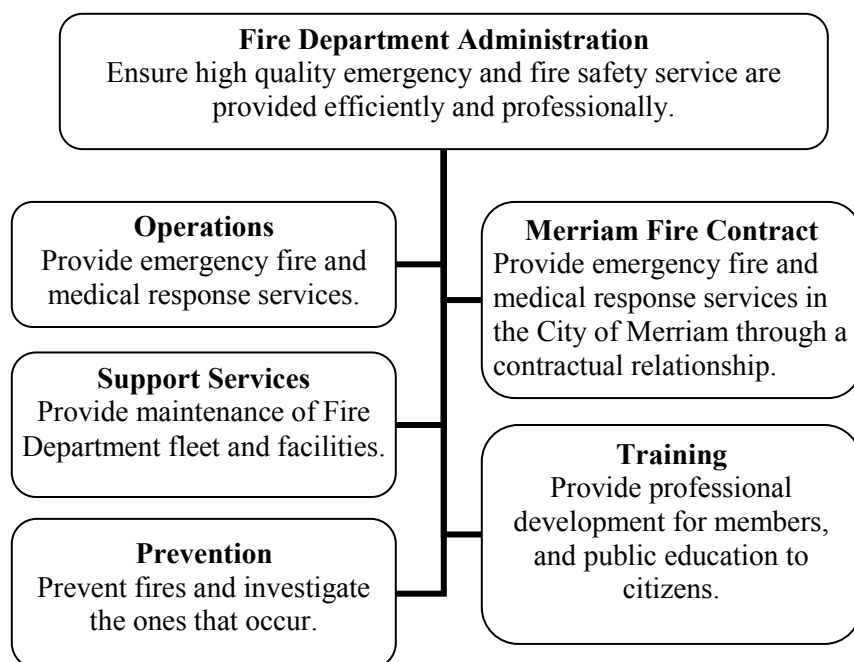 Fire Department Administration
Ensure high quality emergency and fire safety service are
provided efficiently and professionally.
Operations
Provide emergency fire and
medical response services.
Merriam Fire Contract
Provide emergency fire and
medical response services in
the City of Merriam through a
contractual relationship.
Support Services
Provide maintenance of Fire
Department fleet and facilities.
Training
Provide professional
development for members,
and public education to
citizens.
Prevention
Prevent fires and investigate
the ones that occur.